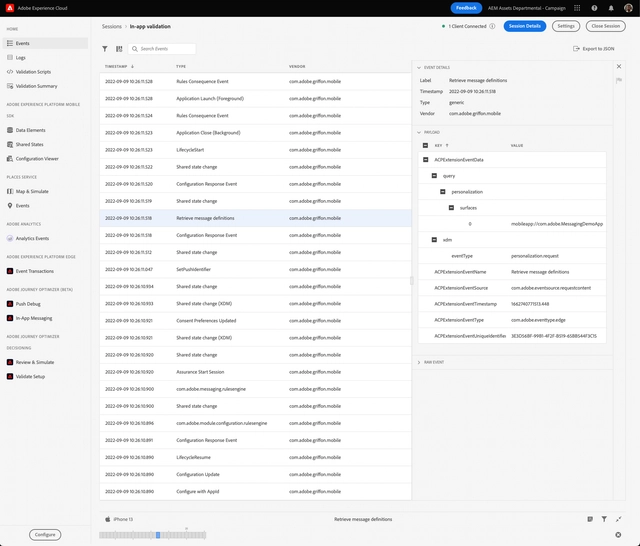 Adobe Experience Cloud
Feedback
AEM Assets Departmental - Campaign
HOME
Events
Logs
Validation Scripts
Validation Summary
ADOBE EXPERIENCE PLATFORM MOBILE
SDK
Data Elements
Shared States
Configuration Viewer
PLACES SERVICE
Map & Simulate
Events
ADOBE ANALYTICS
Analytics Events
ADOBE EXPERIENCE PLATFORM EDGE
Event Transactions
ADOBE JOURNEY OPTIMIZER (BETA)
Push Debug
In-App Messaging
ADOBE JOURNEY OPTIMIZER
DECISIONING
Review & Simulate
Validate Setup
Configure
Sessions
In-app validation
1 Client Connected
Session Details
Settings
Close Session
Search Events
Export to JSON
TIMESTAMP TYPE VENDOR
2022-09-09 10:26:11.528 Rules Consequence Event com.adobe.griffon.mobile
2022-09-09 10:26:11.528 Application Launch (Foreground) com.adobe.griffon.mobile
2022-09-09 10:26:11.524 Rules Consequence Event com.adobe.griffon.mobile
2022-09-09 10:26:11.523 Application Close (Background) com.adobe.griffon.mobile
2022-09-09 10:26:11.523 LifecycleStart com.adobe.griffon.mobile
2022-09-09 10:26:11.522 Shared state change com.adobe.griffon.mobile
2022-09-09 10:26:11.520 Configuration Response Event com.adobe.griffon.mobile
2022-09-09 10:26:11.519 Shared state change com.adobe.griffon.mobile
2022-09-09 10:26:11.518 Retrieve message definitions com.adobe.griffon.mobile
2022-09-09 10:26:11.518 Configuration Response Event com.adobe.griffon.mobile
2022-09-09 10:26:11.512 Shared state change com.adobe.griffon.mobile
2022-09-09 10:26:11.047 SetPushIdentifier com.adobe.griffon.mobile
2022-09-09 10:26:10.934 Shared state change com.adobe.griffon.mobile
2022-09-09 10:26:10.933 Shared state change (XDM) com.adobe.griffon.mobile
2022-09-09 10:26:10.921 Consent Preferences Updated com.adobe.griffon.mobile
2022-09-09 10:26:10.921 Shared state change (XDM) com.adobe.griffon.mobile
2022-09-09 10:26:10.920 Shared state change com.adobe.griffon.mobile
2022-09-09 10:26:10.920 Assurance Start Session com.adobe.griffon.mobile
2022-09-09 10:26:10.900 com.adobe.messaging.rulesengine com.adobe.griffon.mobile
2022-09-09 10:26:10.900 Shared state change com.adobe.griffon.mobile
2022-09-09 10:26:10.896 com.adobe.module.configuration.rulesengine com.adobe.griffon.mobile
2022-09-09 10:26:10.891 Configuration Response Event com.adobe.griffon.mobile
2022-09-09 10:26:10.890 LifecycleResume com.adobe.griffon.mobile
2022-09-09 10:26:10.890 Configuration Update com.adobe.griffon.mobile
2022-09-09 10:26:10.890 Configure with AppId com.adobe.griffon.mobile
EVENT DETAILS
Label Retrieve message definitions
Timestamp 2022-09-09 10:26:11.518
Type generic
Vendor com.adobe.griffon.mobile
PAYLOAD
KEY VALUE
ACPExtensionEventData
query
personalization
surfaces
0 mobileapp://com.adobe.MessagingDemoApp
xdm
eventType personalization.request
ACPExtensionEventName Retrieve message definitions
ACPExtensionEventSource com.adobe.eventsource.requestcontent
ACPExtensionEventTimestamp 1662740771513.448
ACPExtensionEventType com.adobe.eventtype.edge
ACPExtensionEventUniqueIdentifier
RAW EVENT
iPhone 13
Retrieve message definitions